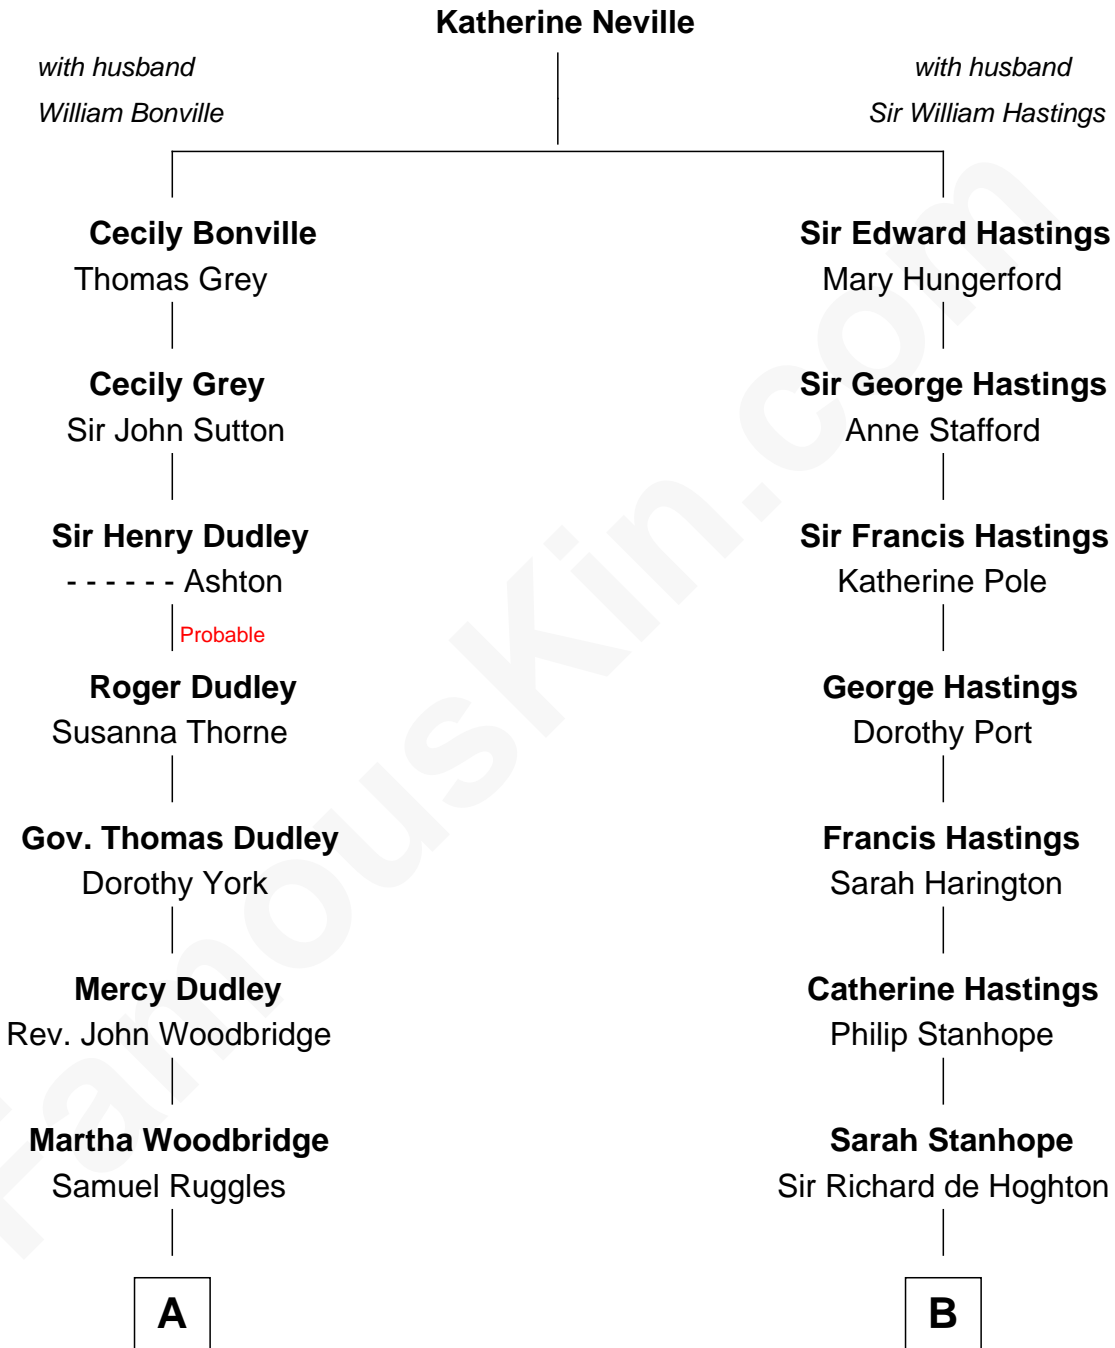 Katherine Neville
with husband
William Bonville
with husband
Sir William Hastings
Cecily Bonville
Thomas Grey
Sir Edward Hastings
Mary Hungerford
Cecily Grey
Sir John Sutton
Sir George Hastings
Anne Stafford
Sir Henry Dudley
- - - - - - Ashton
Probable
Sir Francis Hastings
Katherine Pole
Roger Dudley
Susanna Thorne
George Hastings
Dorothy Port
Gov. Thomas Dudley
Dorothy York
Francis Hastings
Sarah Harington
Mercy Dudley
Rev. John Woodbridge
Catherine Hastings
Philip Stanhope
Martha Woodbridge
Samuel Ruggles
Sarah Stanhope
Sir Richard de Hoghton
A
B
FamousKin.com